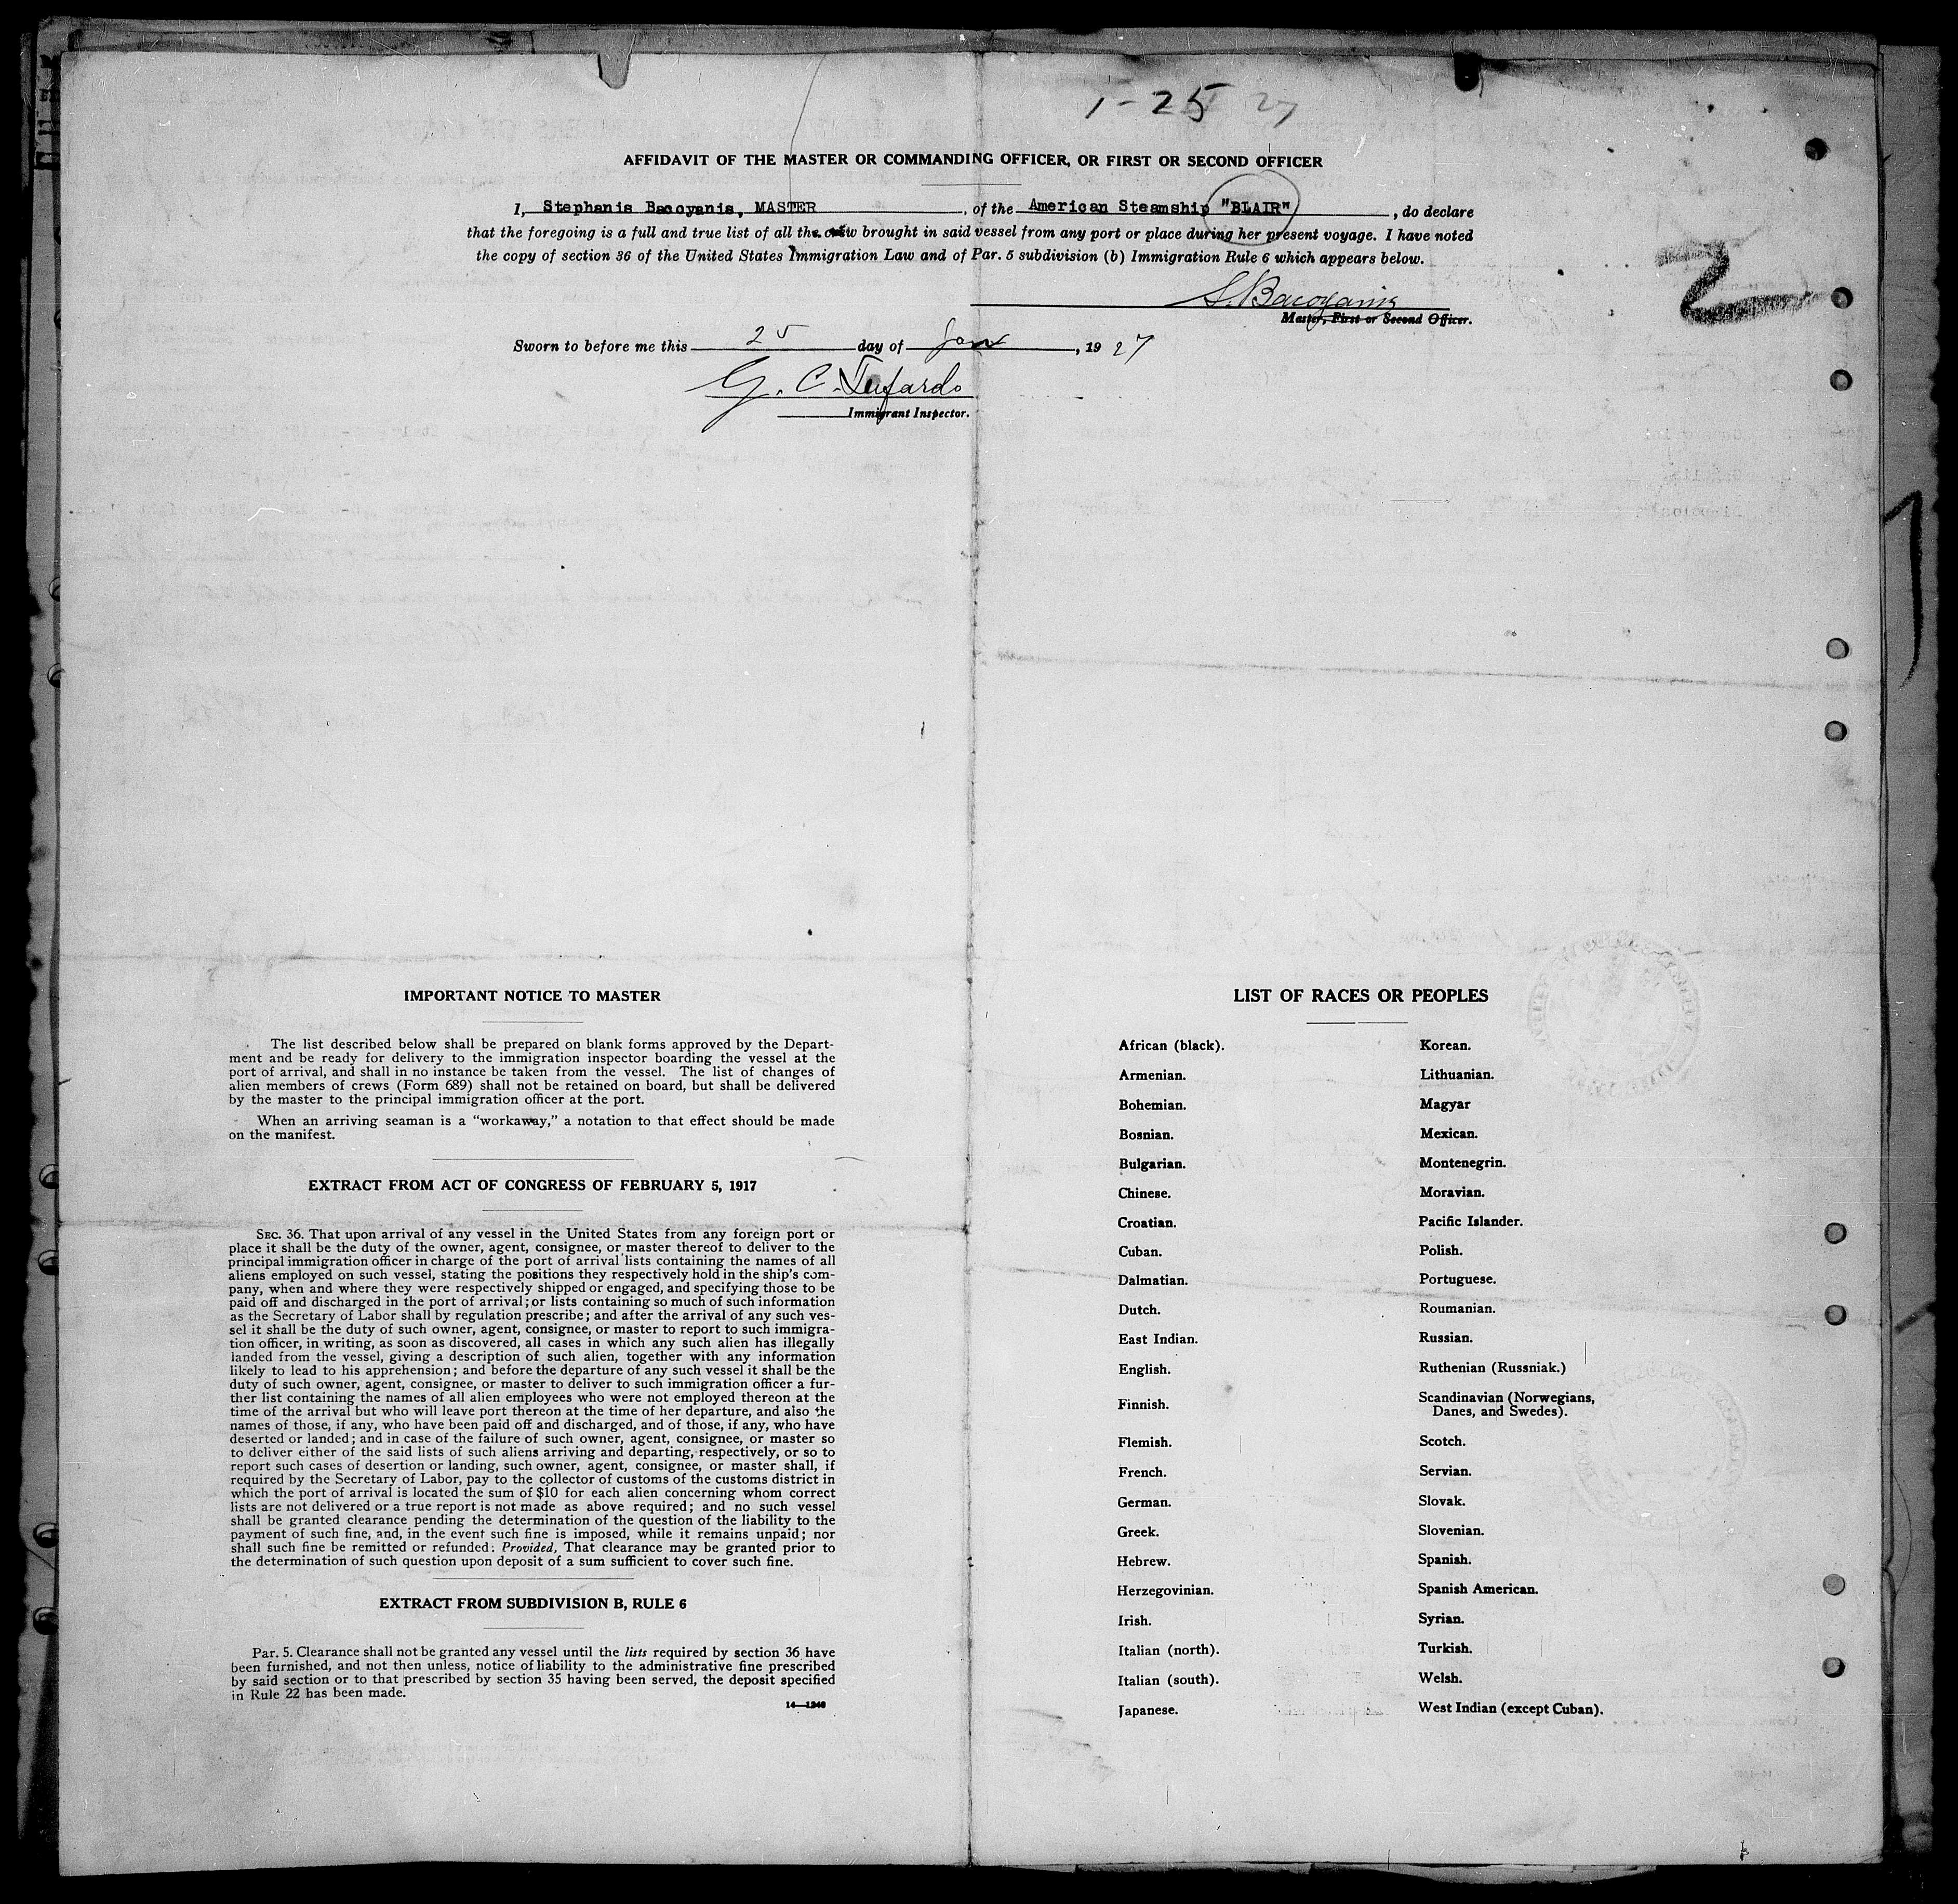 1-25 27
AFFIDAVIT OF THE MASTER OR COMMANDING OFFICER, OR FIRST OR SECOND OFFICER
I, Stephanis Bacoyanis, MASTER, of the American Steamship "BLAIR", do declare
that the foregoing is a full and true list of all the crew brought in said vessel from any port or place during her present voyage. I have noted
the copy of section 36 of the United States Immigration Law and of Par. 5 subdivision (b) Immigration Rule 6 which appears below.
2
S. Bacoyanis
Master, First or Second Officer.
Sworn to before me this 25 day of Jan, 1927
G. C.
Immigrant Inspector.
IMPORTANT NOTICE TO MASTER
The list described below shall be prepared on blank forms approved by the Depart-
ment and be ready for delivery to the immigration inspector boarding the vessel at the
port of arrival, and shall in no instance be taken from the vessel. The list of changes of
alien members of crews (Form 689) shall not be retained on board, but shall be delivered
by the master to the principal immigration officer at the port.
When an arriving seaman is a "workaway," a notation to that effect should be made
on the manifest.
EXTRACT FROM ACT OF CONGRESS OF FEBRUARY 5, 1917
SEC. 36. That upon arrival of any vessel in the United States from any foreign port or
place it shall be the duty of the owner, agent, consignee, or master thereof to deliver to the
principal immigration officer in charge of the port of arrival lists containing the names of all
aliens employed on such vessel, stating the positions they respectively hold in the ship's com-
pany, when and where they were respectively shipped or engaged, and specifying those to be
paid off and discharged in the port of arrival; or lists containing so much of such information
as the Secretary of Labor shall by regulation prescribe; and after the arrival of any such ves-
sel it shall be the duty of such owner, agent, consignee, or master to report to such immigra-
tion officer, in writing, as soon as discovered, all cases in which any such alien has illegally
landed from the vessel, giving a description of such alien, together with any information
likely to lead to his apprehension; and before the departure of any such vessel it shall be the
duty of such owner, agent, consignee, or master to deliver to such immigration officer a fur-
ther list containing the names of all alien employees who were not employed thereon at the
time of the arrival but who will leave port thereon at the time of her departure, and also the
names of those, if any, who have been paid off and discharged, and of those, if any, who have
deserted or landed; and in case of the failure of such owner, agent, consignee, or master so
to deliver either of the said lists of such aliens arriving and departing, respectively, or so to
report such cases of desertion or landing, such owner, agent, consignee, or master shall, if
required by the Secretary of Labor, pay to the collector of customs of the customs district in
which the port of arrival is located the sum of $10 for each alien concerning whom correct
lists are not delivered or a true report is not made as above required; and no such vessel
shall be granted clearance pending the determination of the question of the liability to the
payment of such fine, and, in the event such fine is imposed, while it remains unpaid; nor
shall such fine be remitted or refunded: Provided, That clearance may be granted prior to
the determination of such question upon deposit of a sum sufficient to cover such fine.
EXTRACT FROM SUBDIVISION B, RULE 6
Par. 5. Clearance shall not be granted any vessel until the lists required by section 36 have
been furnished, and not then unless, notice of liability to the administrative fine prescribed
by said section or to that prescribed by section 35 having been served, the deposit specified
in Rule 22 has been made.
14—1240
LIST OF RACES OR PEOPLES
African (black).
Armenian.
Bohemian.
Bosnian.
Bulgarian.
Chinese.
Croatian.
Cuban.
Dalmatian.
Dutch.
East Indian.
English.
Finnish.
Flemish.
French.
German.
Greek.
Hebrew.
Herzegovinian.
Irish.
Italian (north).
Italian (south).
Japanese.
Korean.
Lithuanian.
Magyar
Mexican.
Montenegrin.
Moravian.
Pacific Islander.
Polish.
Portuguese.
Roumanian.
Russian.
Ruthenian (Russniak.)
Scandinavian (Norwegians,
Danes, and Swedes).
Scotch.
Servian.
Slovak.
Slovenian.
Spanish.
Spanish American.
Syrian.
Turkish.
Welsh.
West Indian (except Cuban).